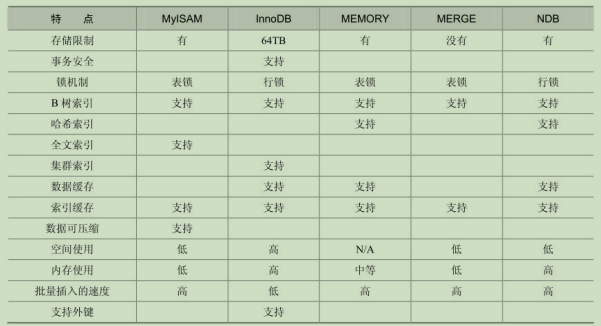 特 点 MyISAM InnoDB MEMORY MERGE NDB
存储限制 有 64TB 有 没有 有
事务安全 支持
锁机制 表锁 行锁 表锁 表锁 行锁
B 树索引 支持 支持 支持 支持 支持
哈希索引 支持 支持
全文索引 支持
集群索引 支持
数据缓存 支持 支持 支持
索引缓存 支持 支持 支持 支持 支持
数据可压缩 支持
空间使用 低 高 N/A 低 低
内存使用 低 高 中等 低 高
批量插入的速度 高 低 高 高 高
支持外键 支持